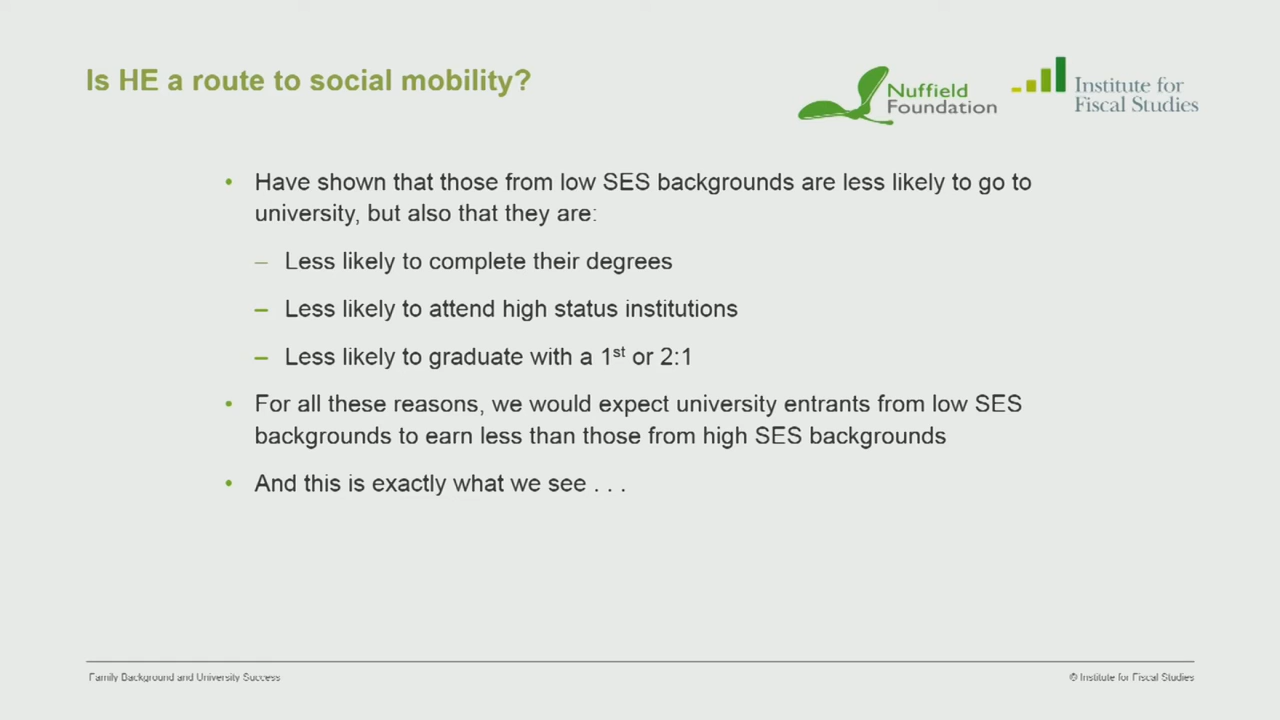 Is HE a route to social mobility?
Nuffield
Foundation
Institute for
Fiscal Studies
• Have shown that those from low SES backgrounds are less likely to go to
university, but also that they are:
– Less likely to complete their degrees
– Less likely to attend high status institutions
– Less likely to graduate with a 1st or 2:1
• For all these reasons, we would expect university entrants from low SES
backgrounds to earn less than those from high SES backgrounds
• And this is exactly what we see . . .
Family Background and University Success
© Institute for Fiscal Studies